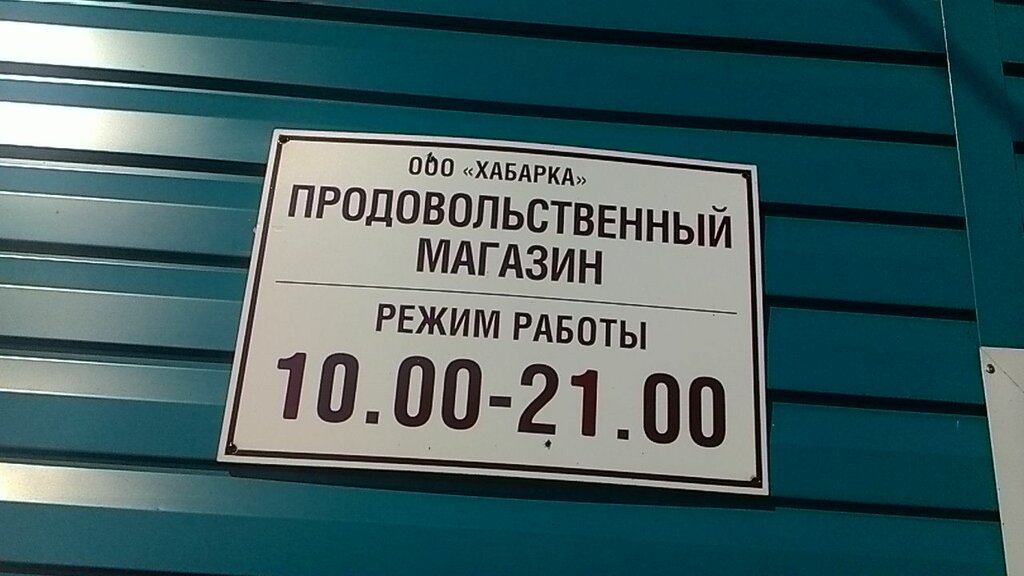 ООО «ХАБАРКА»
ПРОДОВОЛЬСТВЕННЫЙ
МАГАЗИН
РЕЖИМ РАБОТЫ
10.00-21.00